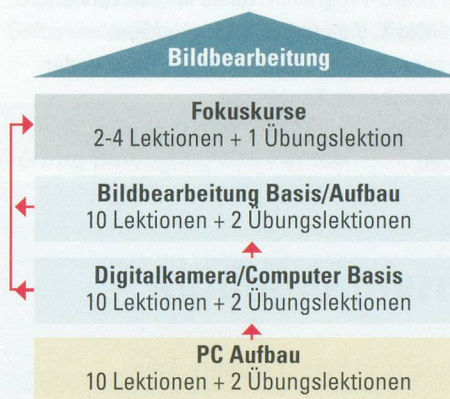 Bildbearbeitung
Fokuskurse
2-4 Lektionen + 1 Übungslektion
Bildbearbeitung Basis/Aufbau
10 Lektionen + 2 Übungslektionen
Digitalkamera/Computer Basis
10 Lektionen + 2 Übungslektionen
PC Aufbau
10 Lektionen + 2 Übungslektionen